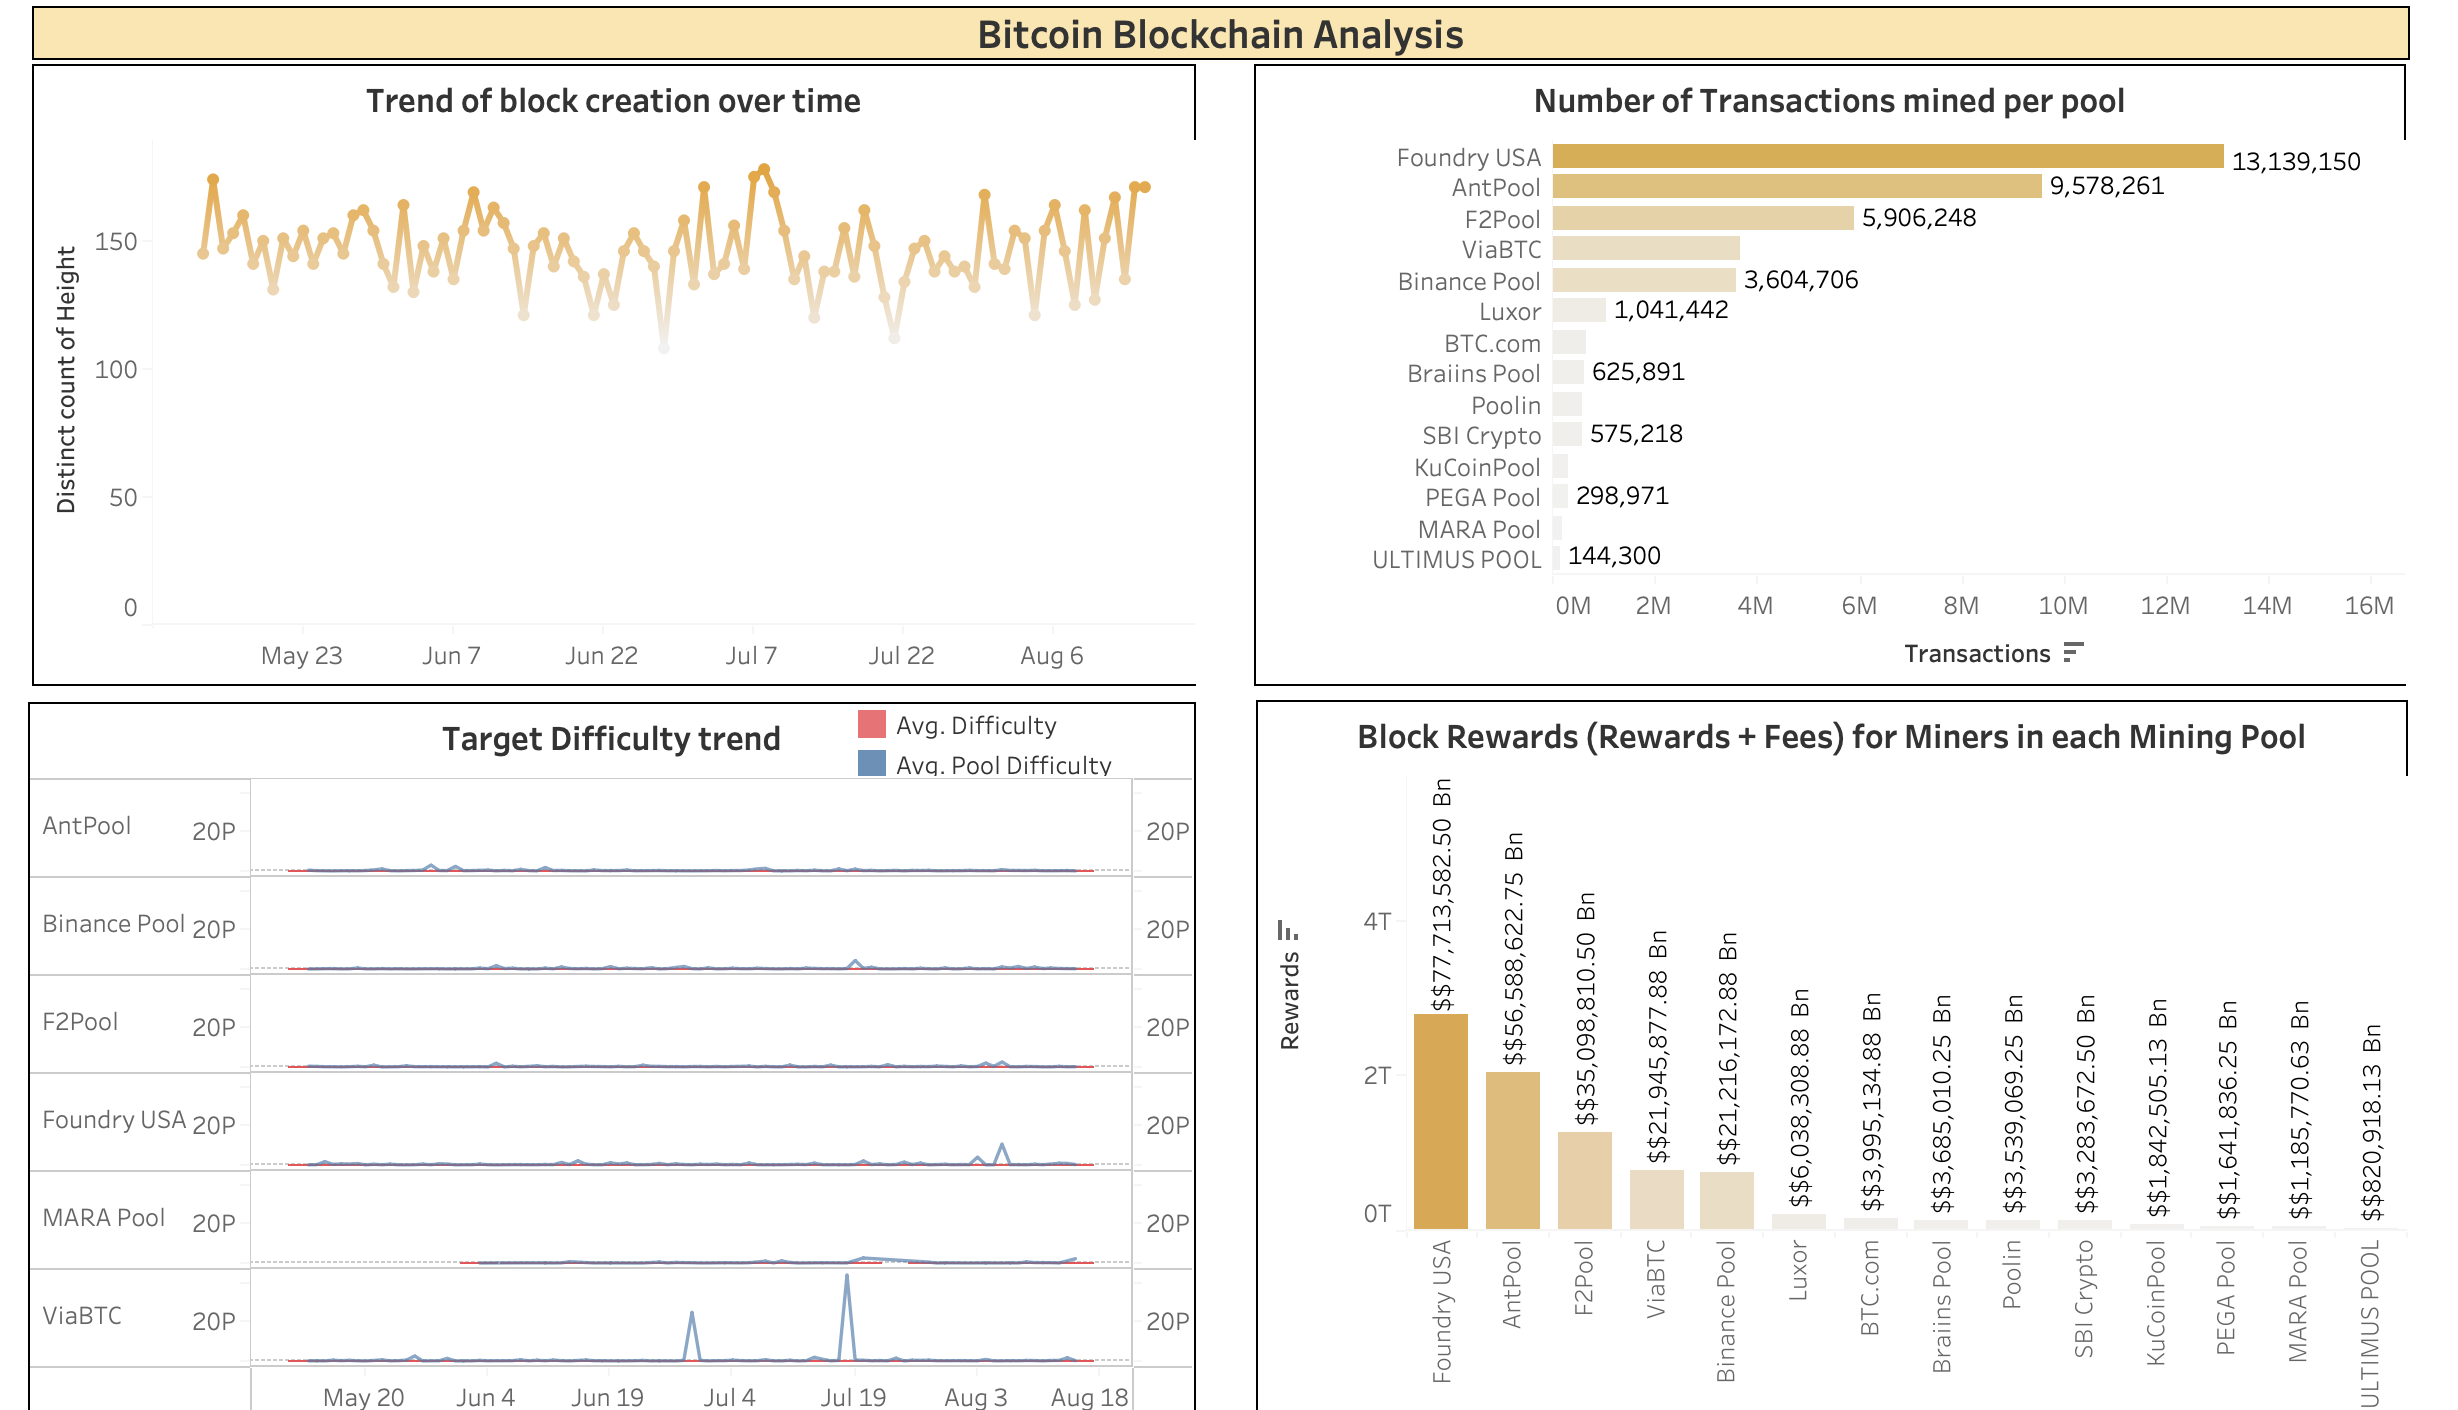 Bitcoin Blockchain Analysis
Trend of block creation over time
Distinct count of Height
150
100
50
0
May 23 Jun 7 Jun 22 Jul 7 Jul 22 Aug 6
Number of Transactions mined per pool
Foundry USA 13,139,150
AntPool 9,578,261
F2Pool 5,906,248
ViaBTC
Binance Pool 3,604,706
Luxor 1,041,442
BTC.com
Braiins Pool 625,891
Poolin
SBI Crypto 575,218
KuCoinPool
PEGA Pool 298,971
MARA Pool
ULTIMUS POOL 144,300
0M 2M 4M 6M 8M 10M 12M 14M 16M
Transactions
Target Difficulty trend
Avg. Difficulty
Avg. Pool Difficulty
AntPool 20P 20P
Binance Pool 20P 20P
F2Pool 20P 20P
Foundry USA 20P 20P
MARA Pool 20P 20P
ViaBTC 20P 20P
May 20 Jun 4 Jun 19 Jul 4 Jul 19 Aug 3 Aug 18
Block Rewards (Rewards + Fees) for Miners in each Mining Pool
Rewards
4T
2T
0T
$$77,713,582.50 Bn
$$56,588,622.75 Bn
$$35,098,810.50 Bn
$$21,945,877.88 Bn
$$21,216,172.88 Bn
$$6,038,308.88 Bn
$$3,995,134.88 Bn
$$3,685,010.25 Bn
$$3,539,069.25 Bn
$$3,283,672.50 Bn
$$1,842,505.13 Bn
$$1,641,836.25 Bn
$$1,185,770.63 Bn
$$820,918.13 Bn
Foundry USA
AntPool
F2Pool
ViaBTC
Binance Pool
Luxor
BTC.com
Braiins Pool
Poolin
SBI Crypto
KuCoinPool
PEGA Pool
MARA Pool
ULTIMUS POOL